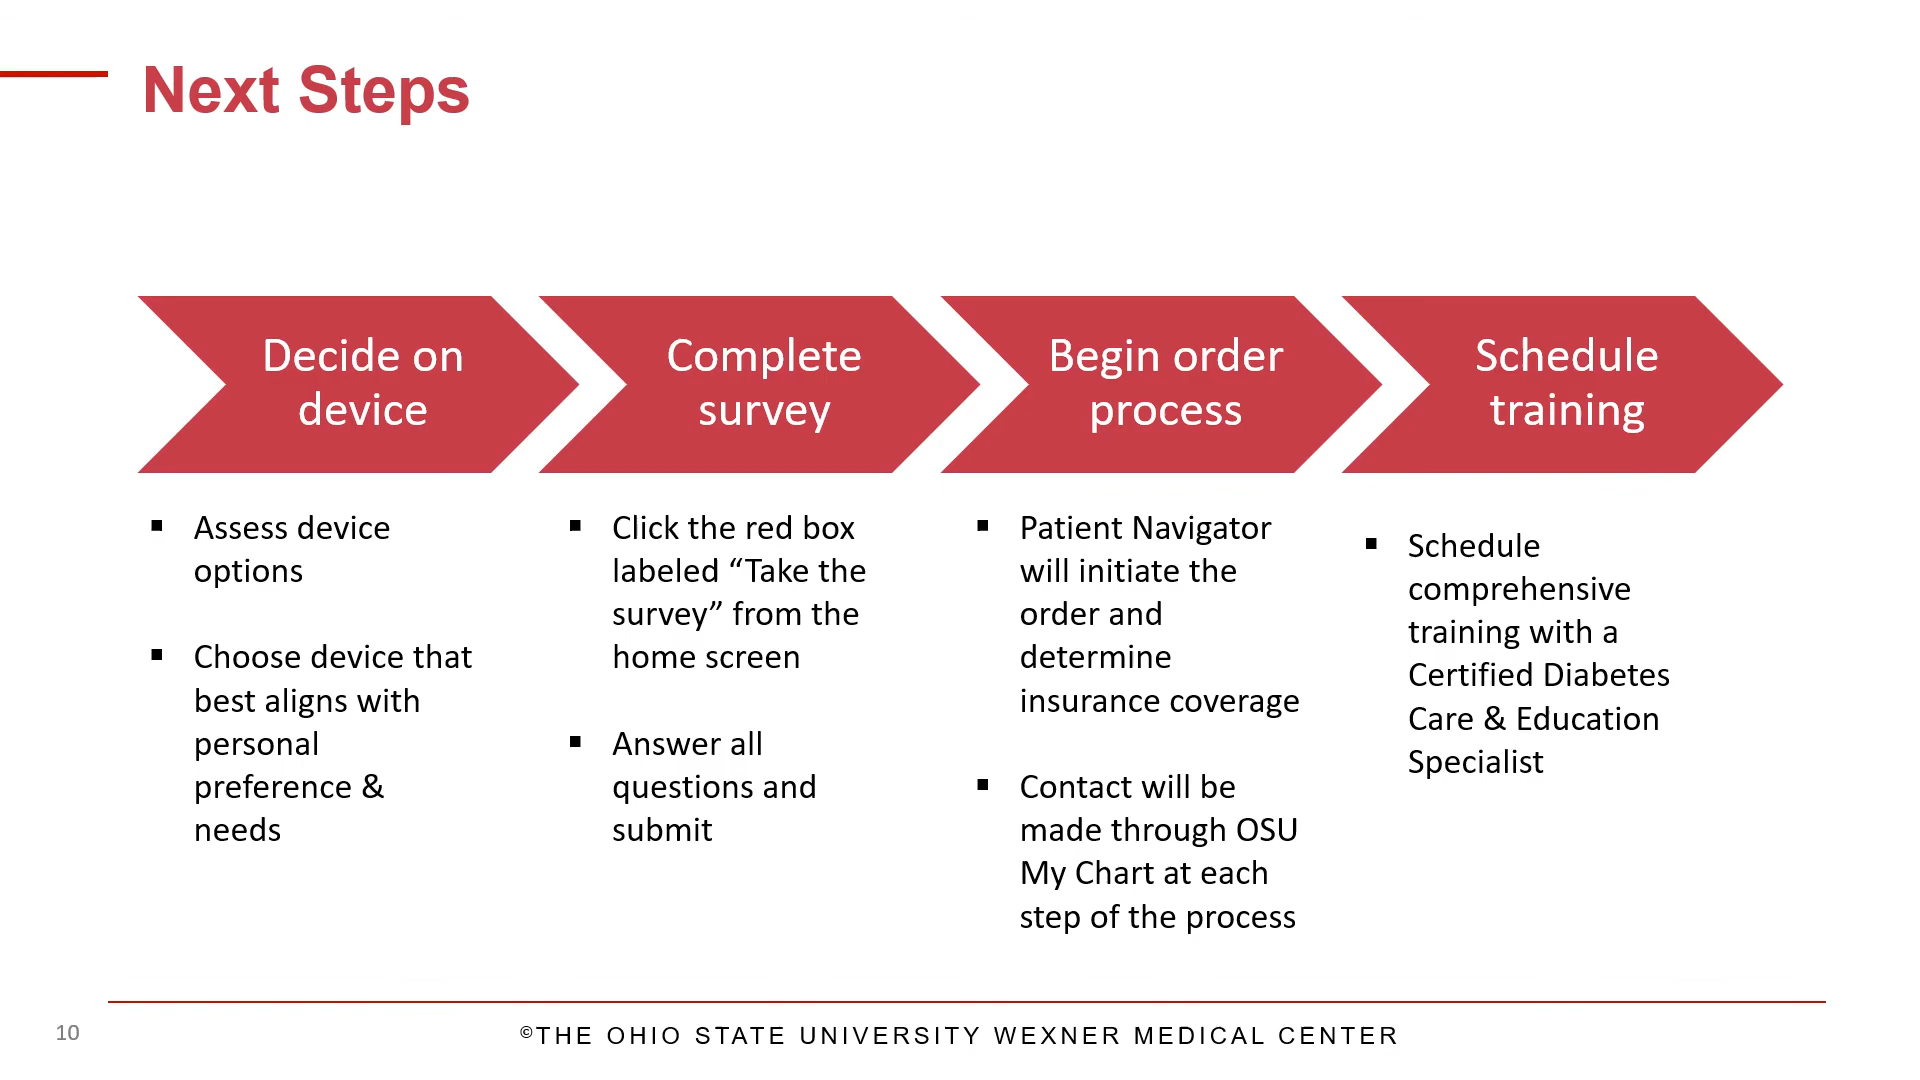 Next Steps
Decide on
device
Complete
survey
Begin order
process
Schedule
training
▪ Assess device
options
▪ Choose device that
best aligns with
personal
preference &
needs
▪ Click the red box
labeled “Take the
survey” from the
home screen
▪ Answer all
questions and
submit
▪ Patient Navigator
will initiate the
order and
determine
insurance coverage
▪ Contact will be
made through OSU
My Chart at each
step of the process
▪ Schedule
comprehensive
training with a
Certified Diabetes
Care & Education
Specialist
10
©THE OHIO STATE UNIVERSITY WEXNER MEDICAL CENTER